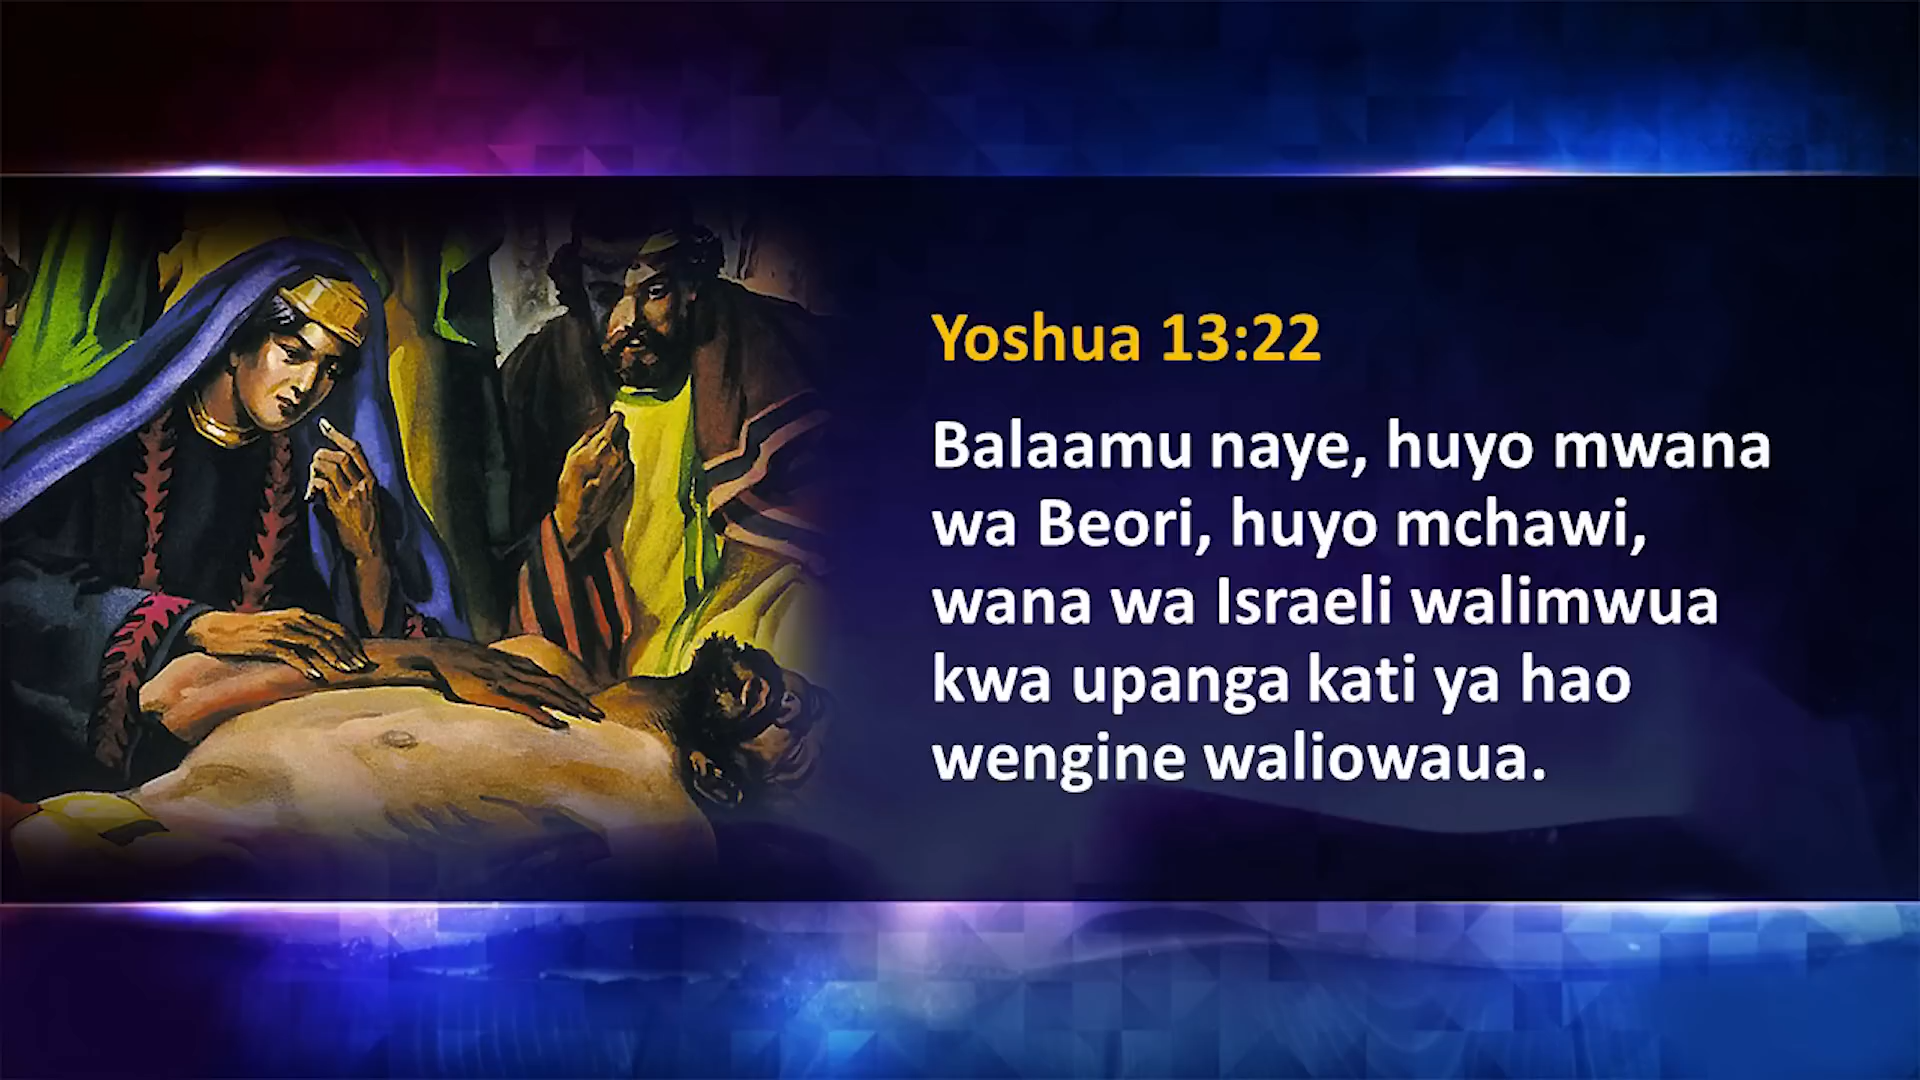 Yoshua 13:22
Balaamu naye, huyo mwana
wa Beori, huyo mchawi,
wana wa Israeli walimwua
kwa upanga kati ya hao
wengine waliowaua.